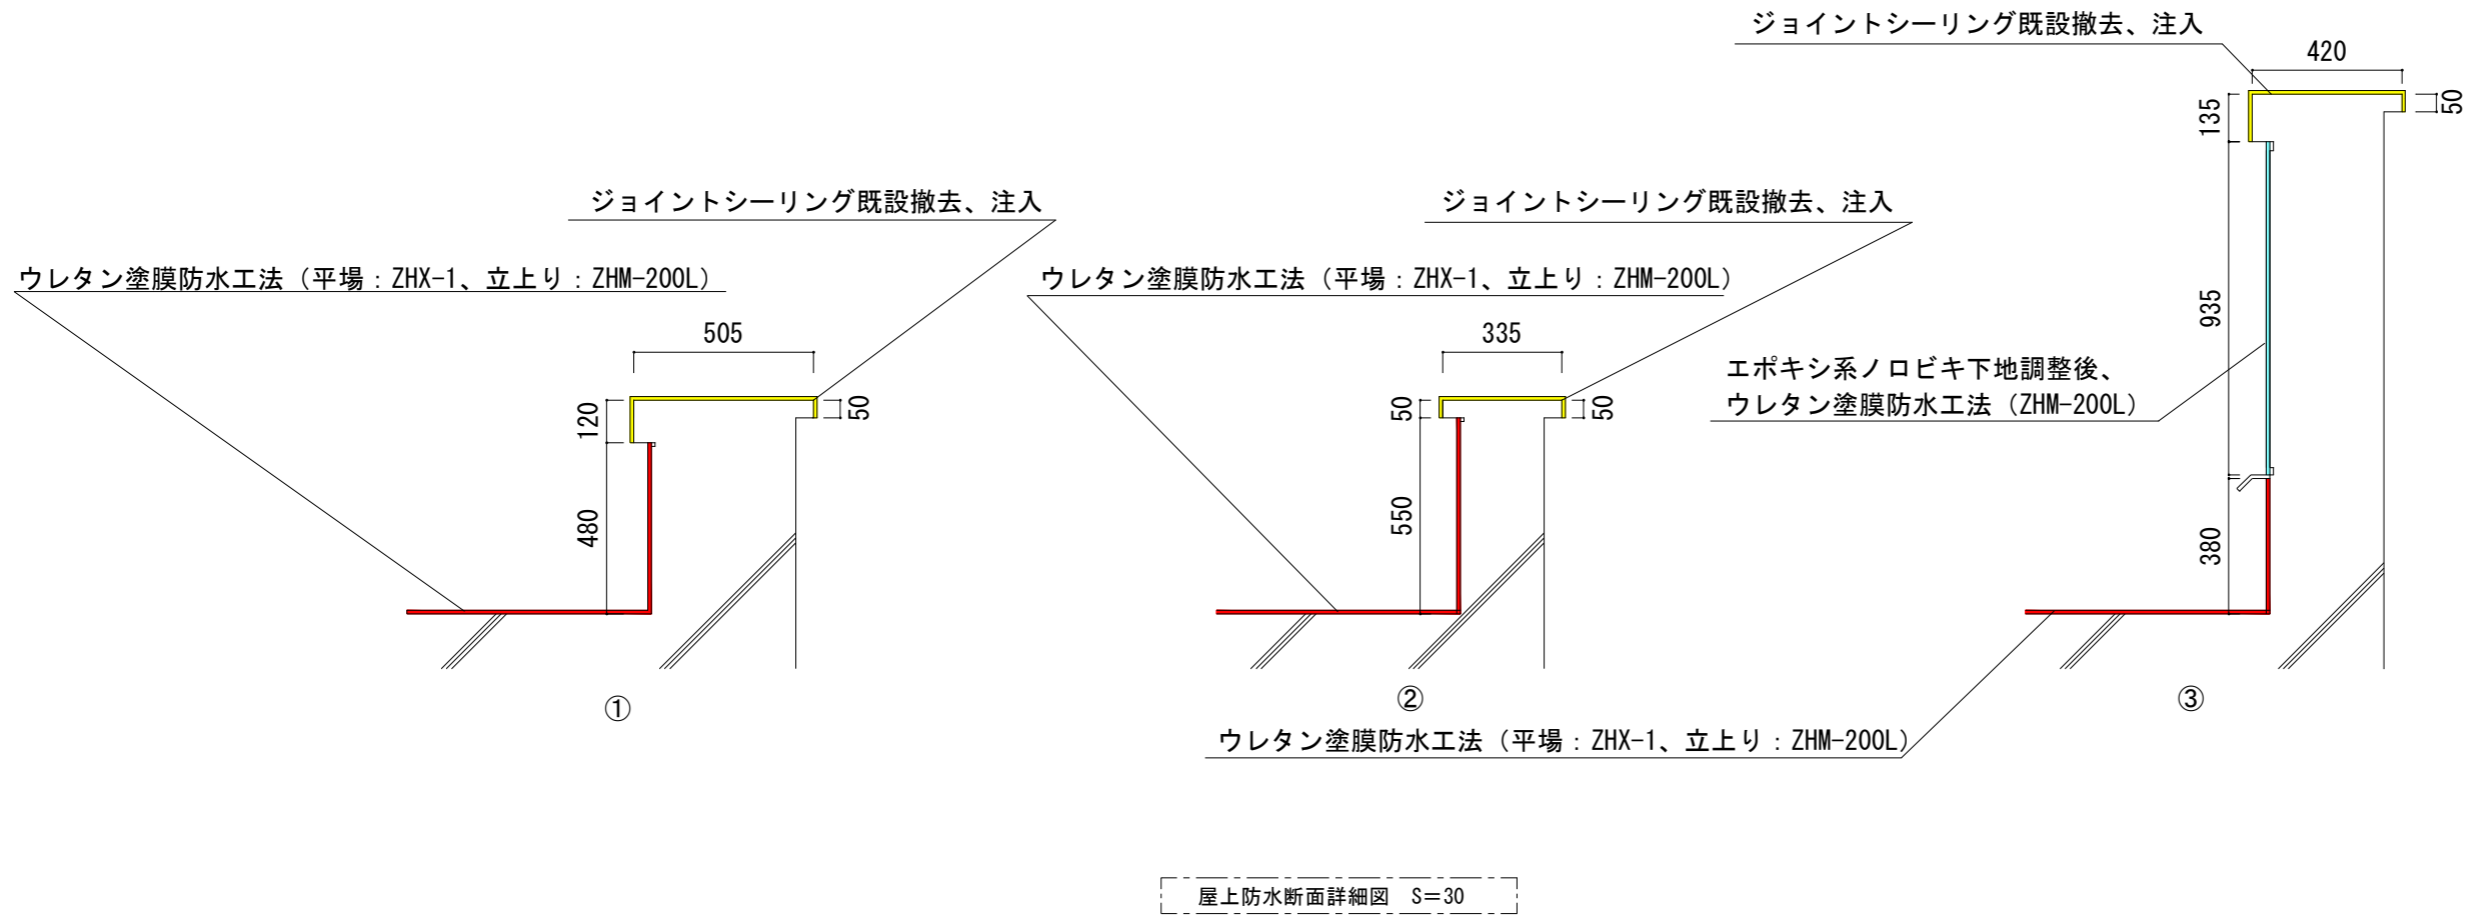 ジョイントシーリング既設撤去、注入
420
50
135
935
380
エポキシ系ノロビキ下地調整後、
ウレタン塗膜防水工法（ZHM-200L）
ジョイントシーリング既設撤去、注入
ウレタン塗膜防水工法（平場：ZHX-1、立上り：ZHM-200L）
505
120
50
480
①
ジョイントシーリング既設撤去、注入
ウレタン塗膜防水工法（平場：ZHX-1、立上り：ZHM-200L）
335
50
50
550
②
③
ウレタン塗膜防水工法（平場：ZHX-1、立上り：ZHM-200L）
屋上防水断面詳細図　S＝30